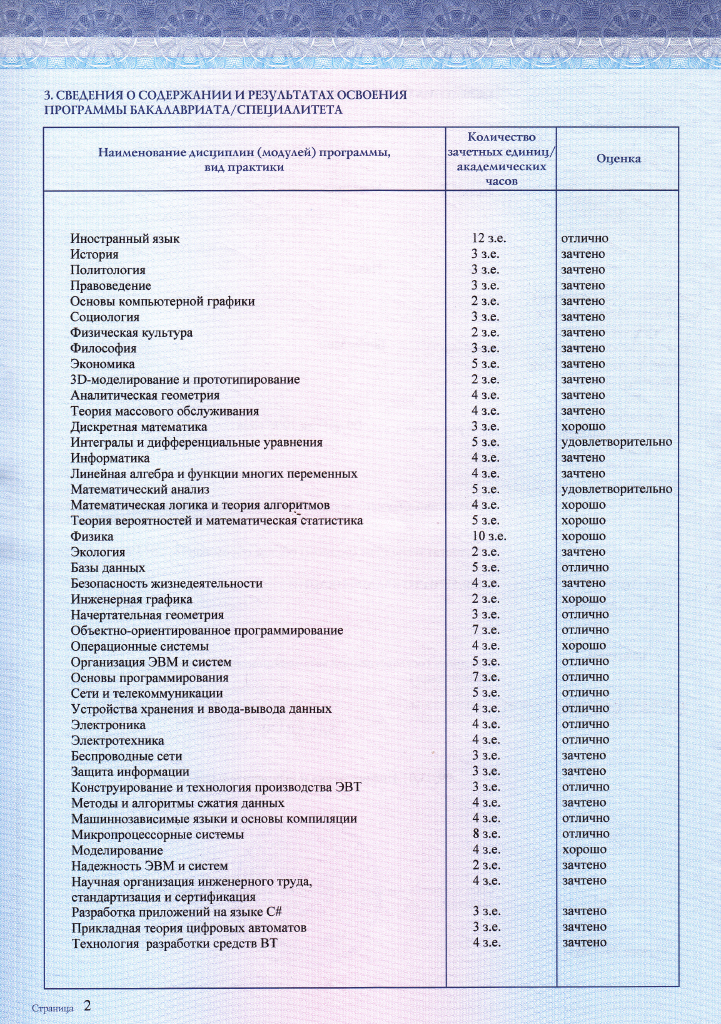 3. СВЕДЕНИЯ О СОДЕРЖАНИИ И РЕЗУЛЬТАТАХ ОСВОЕНИЯ
ПРОГРАММЫ БАКАЛАВРИАТА/СПЕЦИАЛИТЕТА
Наименование дисциплин (модулей) программы,
вид практики
Количество
зачетных единиц/
академических
часов
Оценка
Иностранный язык 12 з.е. отлично
История 3 з.е. зачтено
Политология 3 з.е. зачтено
Правоведение 3 з.е. зачтено
Основы компьютерной графики 2 з.е. зачтено
Социология 3 з.е. зачтено
Физическая культура 2 з.е. зачтено
Философия 3 з.е. зачтено
Экономика 5 з.е. зачтено
3D-моделирование и прототипирование 2 з.е. зачтено
Аналитическая геометрия 4 з.е. зачтено
Теория массового обслуживания 4 з.е. зачтено
Дискретная математика 3 з.е. хорошо
Интегралы и дифференциальные уравнения 5 з.е. удовлетворительно
Информатика 4 з.е. зачтено
Линейная алгебра и функции многих переменных 4 з.е. зачтено
Математический анализ 5 з.е. удовлетворительно
Математическая логика и теория алгоритмов 4 з.е. хорошо
Теория вероятностей и математическая статистика 5 з.е. хорошо
Физика 10 з.е. хорошо
Экология 2 з.е. зачтено
Базы данных 5 з.е. отлично
Безопасность жизнедеятельности 4 з.е. зачтено
Инженерная графика 2 з.е. хорошо
Начертательная геометрия 3 з.е. отлично
Объектно-ориентированное программирование 7 з.е. отлично
Операционные системы 4 з.е. хорошо
Организация ЭВМ и систем 5 з.е. отлично
Основы программирования 7 з.е. отлично
Сети и телекоммуникации 5 з.е. отлично
Устройства хранения и ввода-вывода данных 4 з.е. отлично
Электроника 4 з.е. отлично
Электротехника 4 з.е. отлично
Беспроводные сети 3 з.е. зачтено
Защита информации 3 з.е. зачтено
Конструирование и технология производства ЭВТ 3 з.е. отлично
Методы и алгоритмы сжатия данных 4 з.е. зачтено
Машиннозависимые языки и основы компиляции 4 з.е. отлично
Микропроцессорные системы 8 з.е. отлично
Моделирование 4 з.е. хорошо
Надежность ЭВМ и систем 2 з.е. зачтено
Научная организация инженерного труда, 4 з.е. зачтено
стандартизация и сертификация
Разработка приложений на языке C# 3 з.е. зачтено
Прикладная теория цифровых автоматов 3 з.е. зачтено
Технология разработки средств ВТ 4 з.е. зачтено
Страница 2